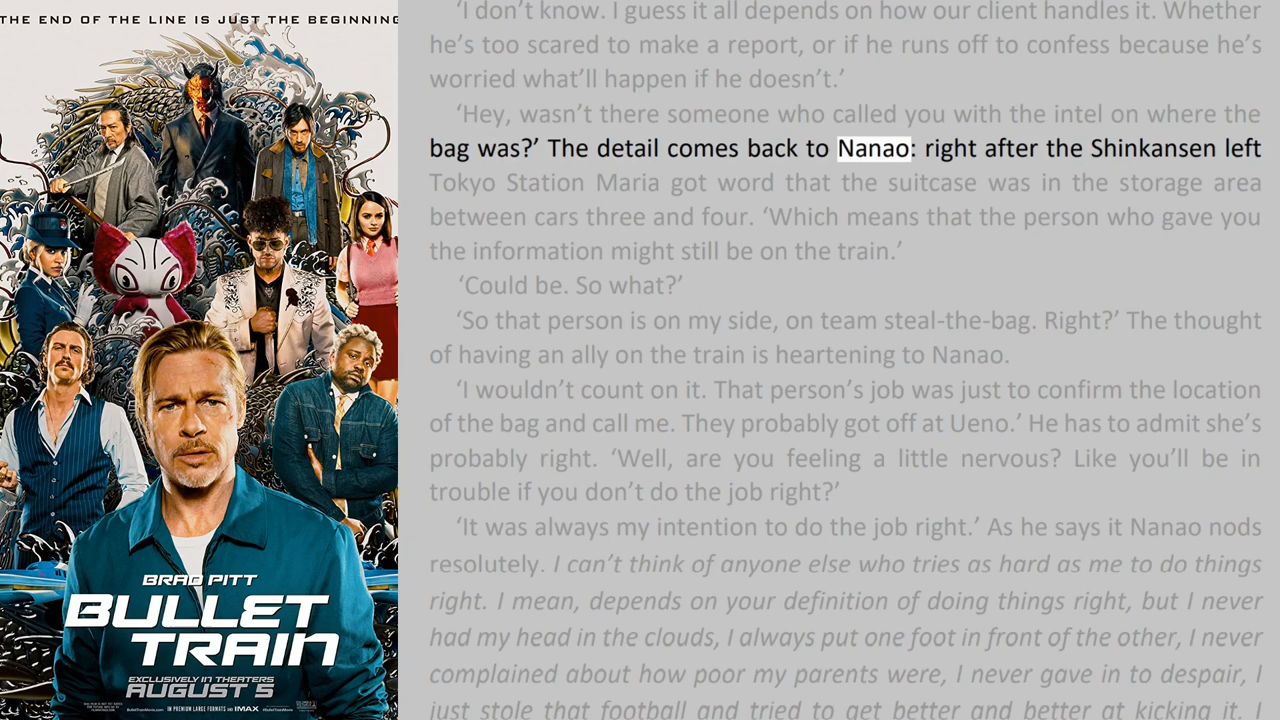 THE END OF THE LINE IS JUST THE BEGINNING
BRAD PITT
BULLET
TRAIN
EXCLUSIVELY IN THEATERS
AUGUST 5
BulletTrainMovie.com IN PREMIUM LARGE FORMATS AND IMAX #BulletTrainMovie
‘I don’t know. I guess it all depends on how our client handles it. Whether
he’s too scared to make a report, or if he runs off to confess because he’s
worried what’ll happen if he doesn’t.’
‘Hey, wasn’t there someone who called you with the intel on where the
bag was?’ The detail comes back to Nanao: right after the Shinkansen left
Tokyo Station Maria got word that the suitcase was in the storage area
between cars three and four. ‘Which means that the person who gave you
the information might still be on the train.’
‘Could be. So what?’
‘So that person is on my side, on team steal-the-bag. Right?’ The thought
of having an ally on the train is heartening to Nanao.
‘I wouldn’t count on it. That person’s job was just to confirm the location
of the bag and call me. They probably got off at Ueno.’ He has to admit she’s
probably right. ‘Well, are you feeling a little nervous? Like you’ll be in
trouble if you don’t do the job right?’
‘It was always my intention to do the job right.’ As he says it Nanao nods
resolutely. I can’t think of anyone else who tries as hard as me to do things
right. I mean, depends on your definition of doing things right, but I never
had my head in the clouds, I always put one foot in front of the other, I never
complained about how poor my parents were, I never gave in to despair, I